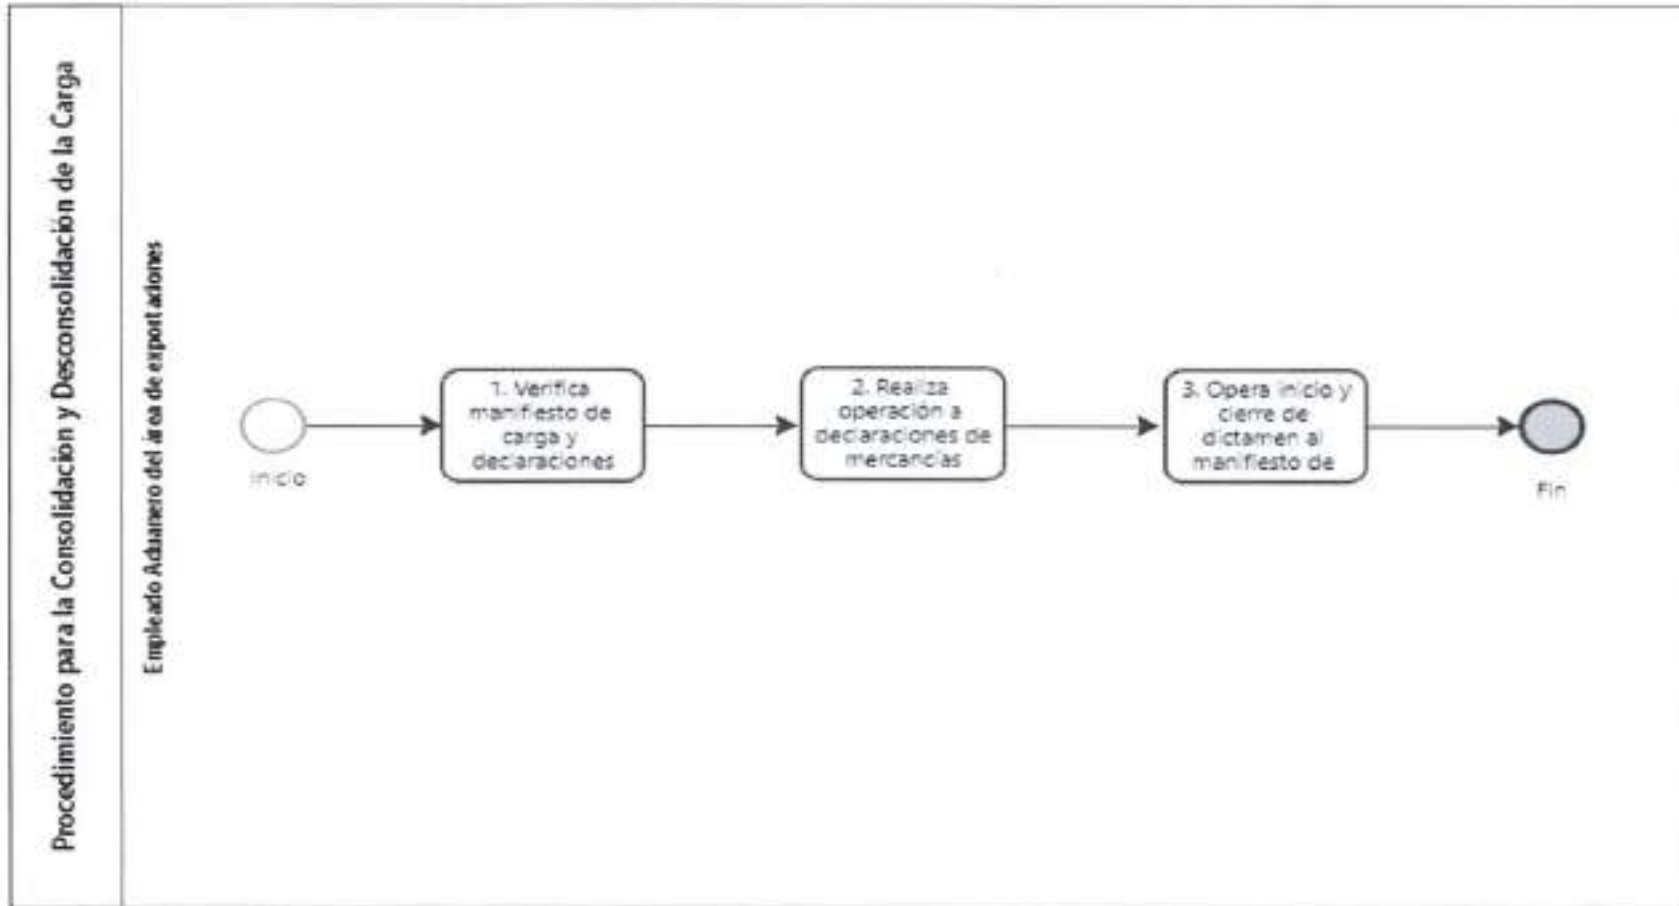 Procedimiento para la Consolidación y Desconsolidación de la Carga
Empleado Aduanero del área de exportaciones
Inicio
1. Verifica
manifiesto de
carga y
declaraciones
2. Realiza
operación a
declaraciones de
mercancías
3. Opera inicio y
cierre de
dictamen al
manifiesto de
Fin